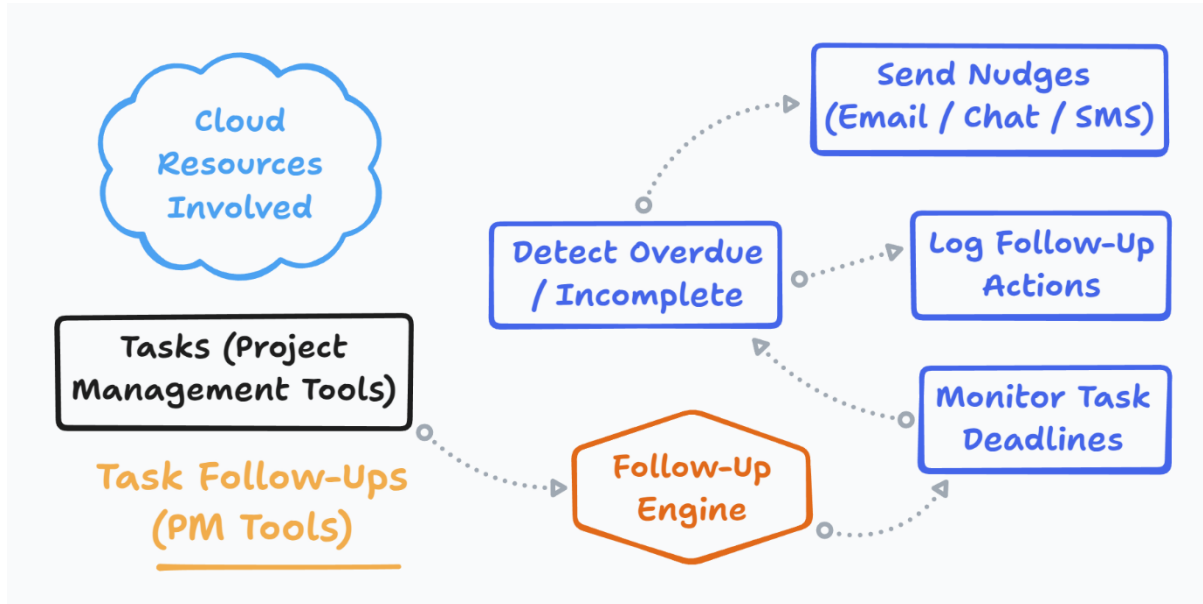 Cloud
Resources
Involved
Tasks (Project
Management Tools)
Task Follow-Ups
(PM Tools)
Follow-Up
Engine
Monitor Task
Deadlines
Detect Overdue
/ Incomplete
Log Follow-Up
Actions
Send Nudges
(Email / Chat / SMS)